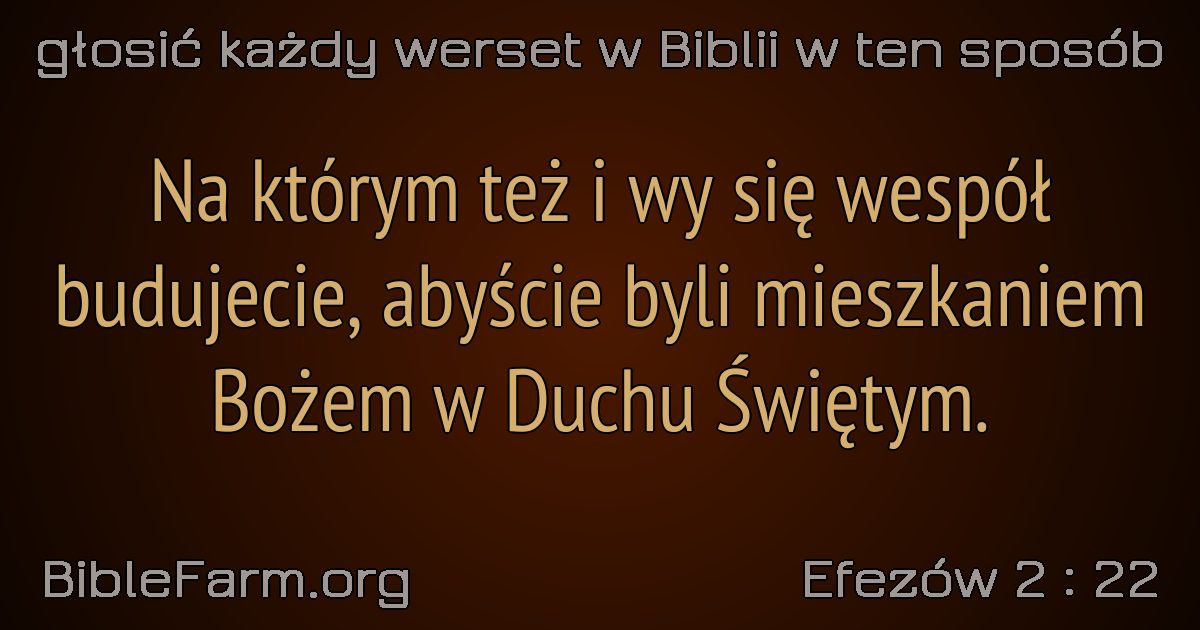 głosić każdy werset w Biblii w ten sposób
Na którym też i wy się wespół
budujecie, abyście byli mieszkaniem
Bożem w Duchu Świętym.
BibleFarm.org
Efezów 2 : 22